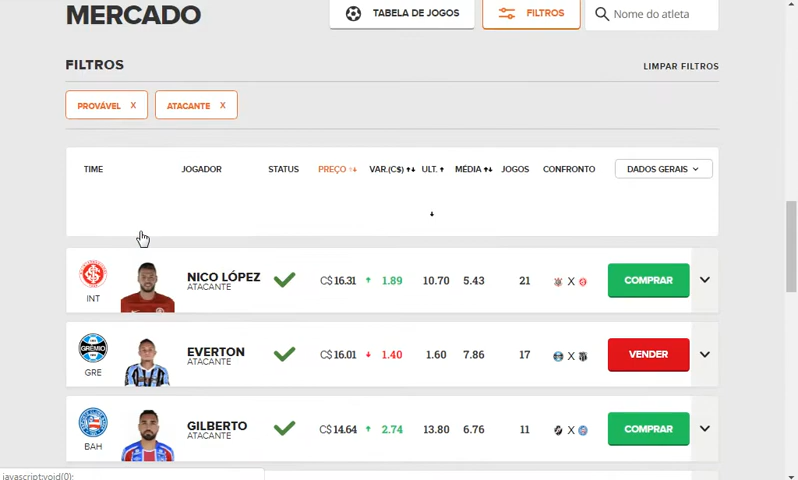 MERCADO
TABELA DE JOGOS
FILTROS
Nome do atleta
FILTROS
LIMPAR FILTROS
PROVÁVEL X
ATACANTE X
TIME JOGADOR STATUS PREÇO VAR.(C$) ULT. MÉDIA JOGOS CONFRONTO DADOS GERAIS
INT NICO LÓPEZ C$ 16.31 1.89 10.70 5.43 21 X COMPRAR
ATACANTE
GRE EVERTON C$ 16.01 1.40 1.60 7.86 17 X VENDER
ATACANTE
BAH GILBERTO C$ 14.64 2.74 13.80 6.76 11 X COMPRAR
ATACANTE
javascript:void(0);